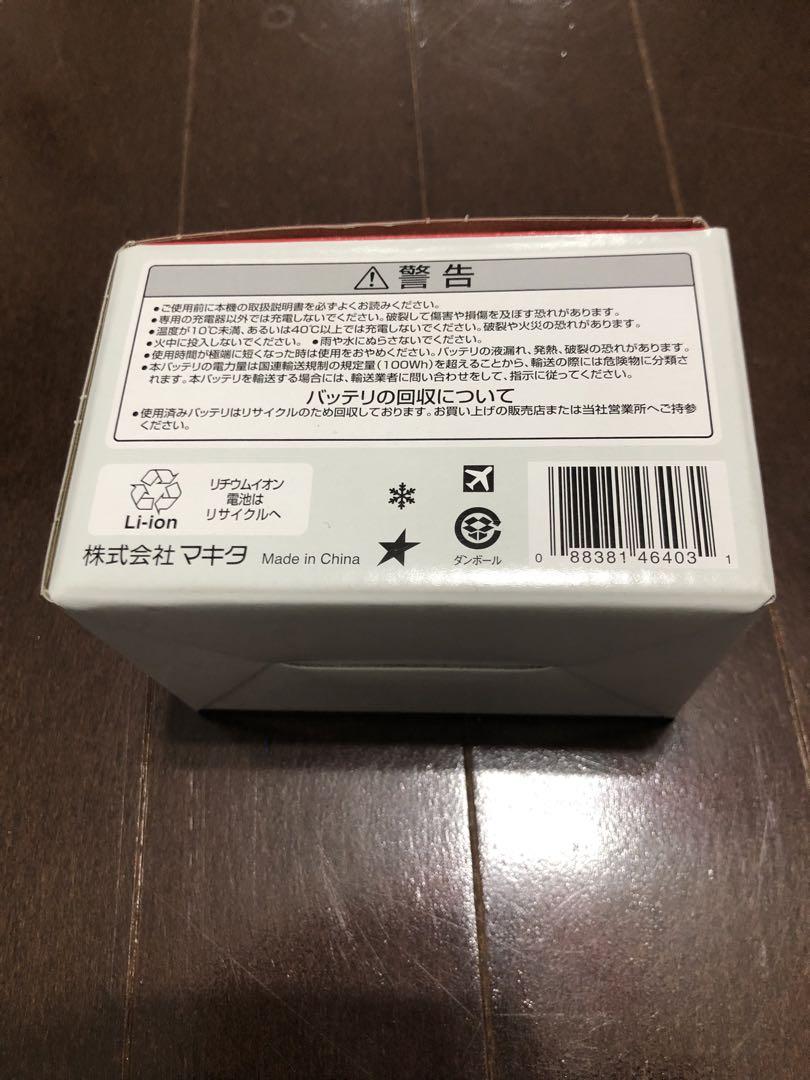 警告
●ご使用前に本機の取扱説明書を必ずよくお読みください。
●専用の充電器以外では充電しないでください。破裂して傷害や損傷を及ぼす恐れがあります。
●温度が10℃未満、あるいは40℃以上では充電しないでください。破裂や火災の恐れがあります。
●火中に投入しないでください。 ●雨や水にぬらさないでください。
●使用時間が極端に短くなった時は使用をおやめください。バッテリの液漏れ、発熱、破裂の恐れがあります。
●本バッテリの電力量は国連輸送規制の規定量(100Wh)を超えることから、輸送の際には危険物に分類さ
れます。本バッテリを輸送する場合には、輸送業者に問い合わせをして、指示に従ってください。
バッテリの回収について
●使用済みバッテリはリサイクルのため回収しております。お買い上げの販売店または当社営業所へご持参
ください。
Li-ion
リチウムイオン
電池は
リサイクルへ
株式会社マキタ Made in China
ダンボール
0 88381 46403 1